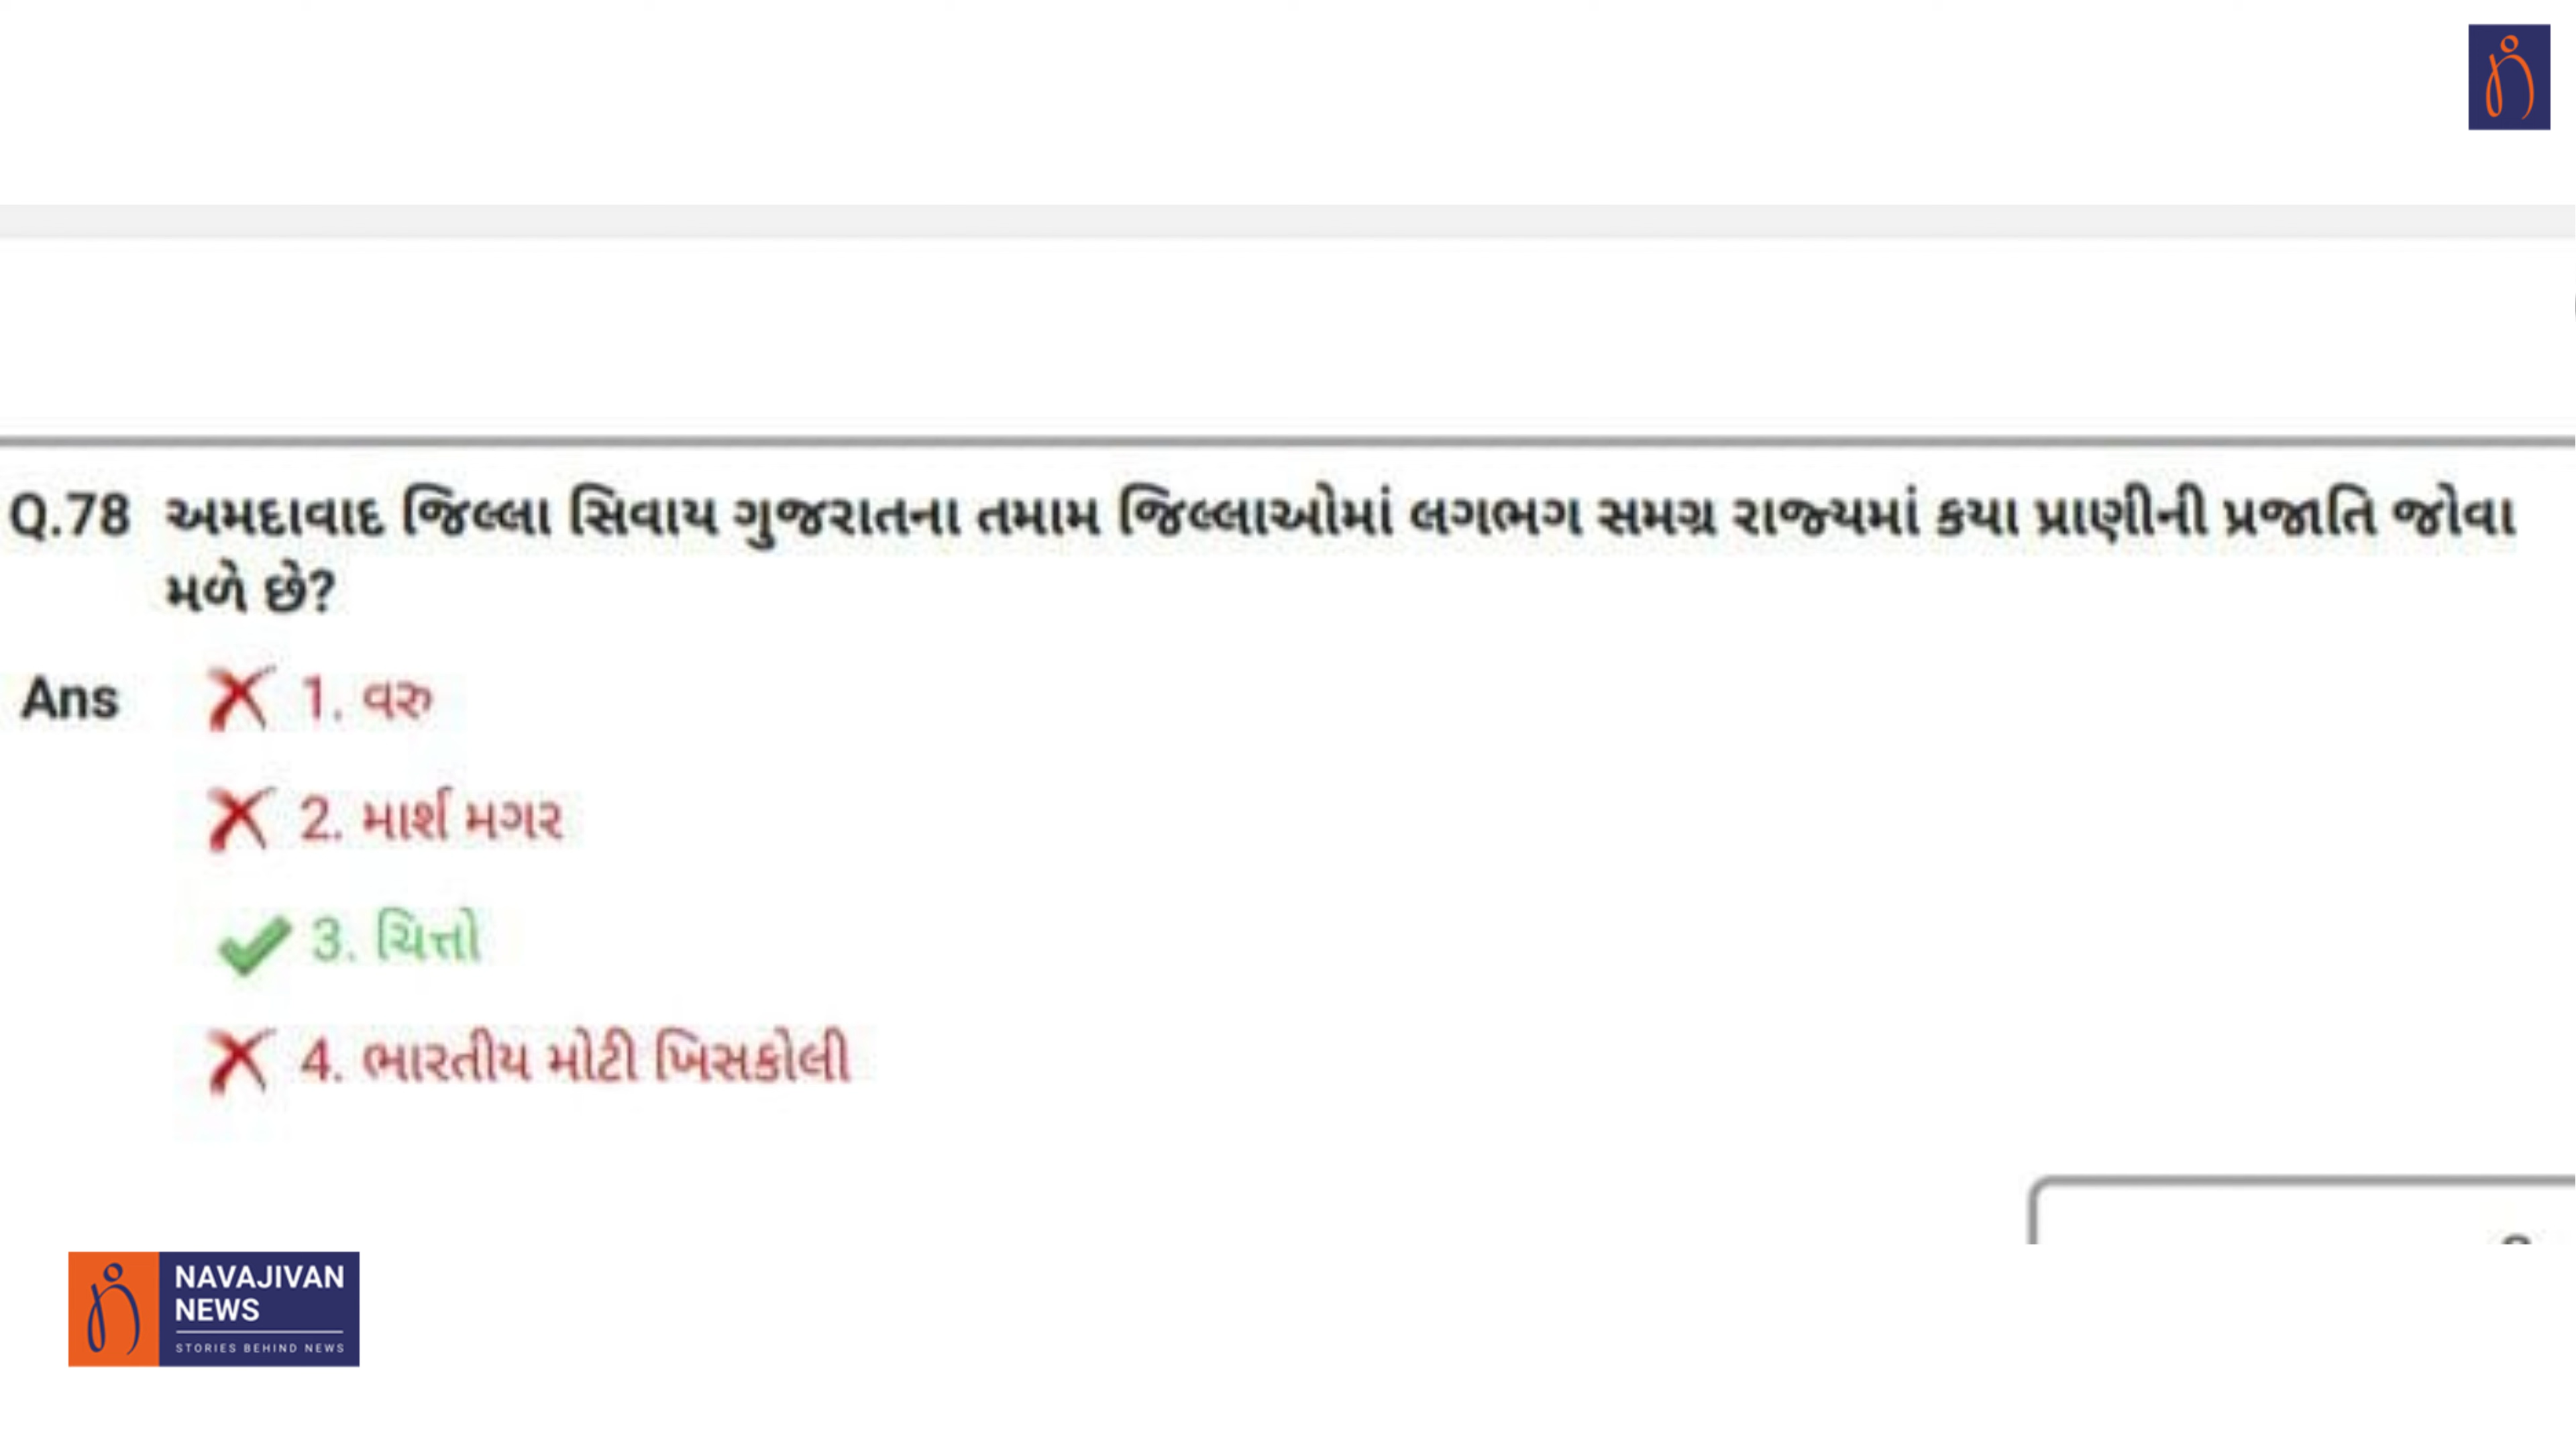 Q.78 અમદાવાદ જિલ્લા સિવાય ગુજરાતના તમામ જિલ્લાઓમાં લગભગ સમગ્ર રાજ્યમાં કયા પ્રાણીની પ્રજાતિ જોવા
મળે છે?
Ans 1. વરુ
2. માર્શ મગર
3. ચિત્તો
4. ભારતીય મોટી ખિસકોલી
NAVAJIVAN
NEWS
STORIES BEHIND NEWS